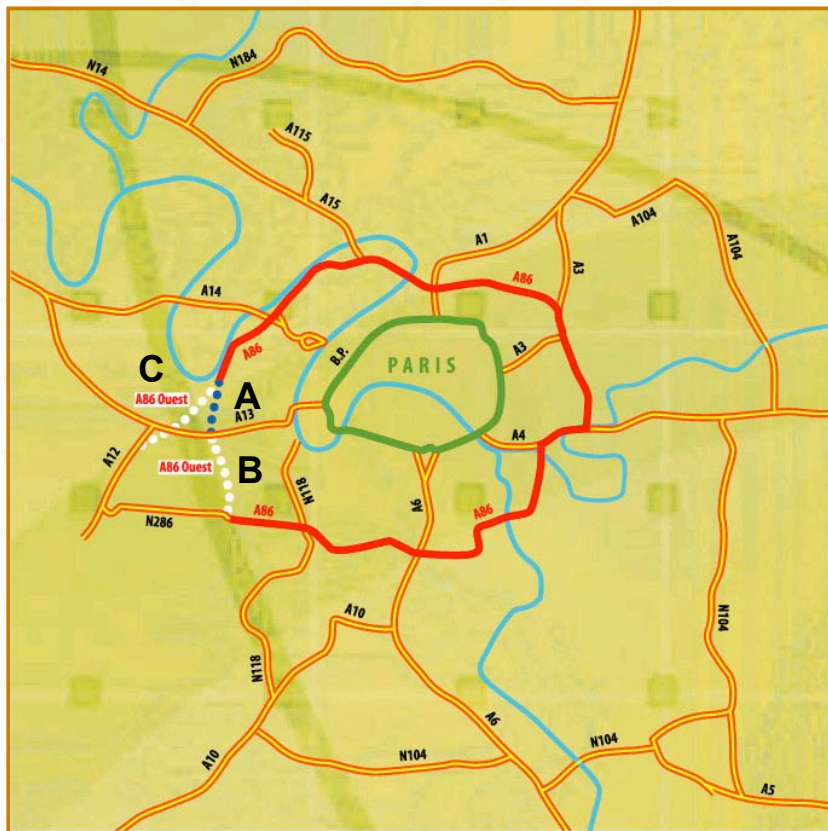 N14
N184
A115
A15
A1
A104
A104
A14
A86
A3
A86
B.P.
A3
PARIS
C
A86 Ouest
A
A13
A12
A86 Ouest
B
A4
N118
A6
N286
A86
A86
A10
N104
N118
A6
A10
N104
N104
A5